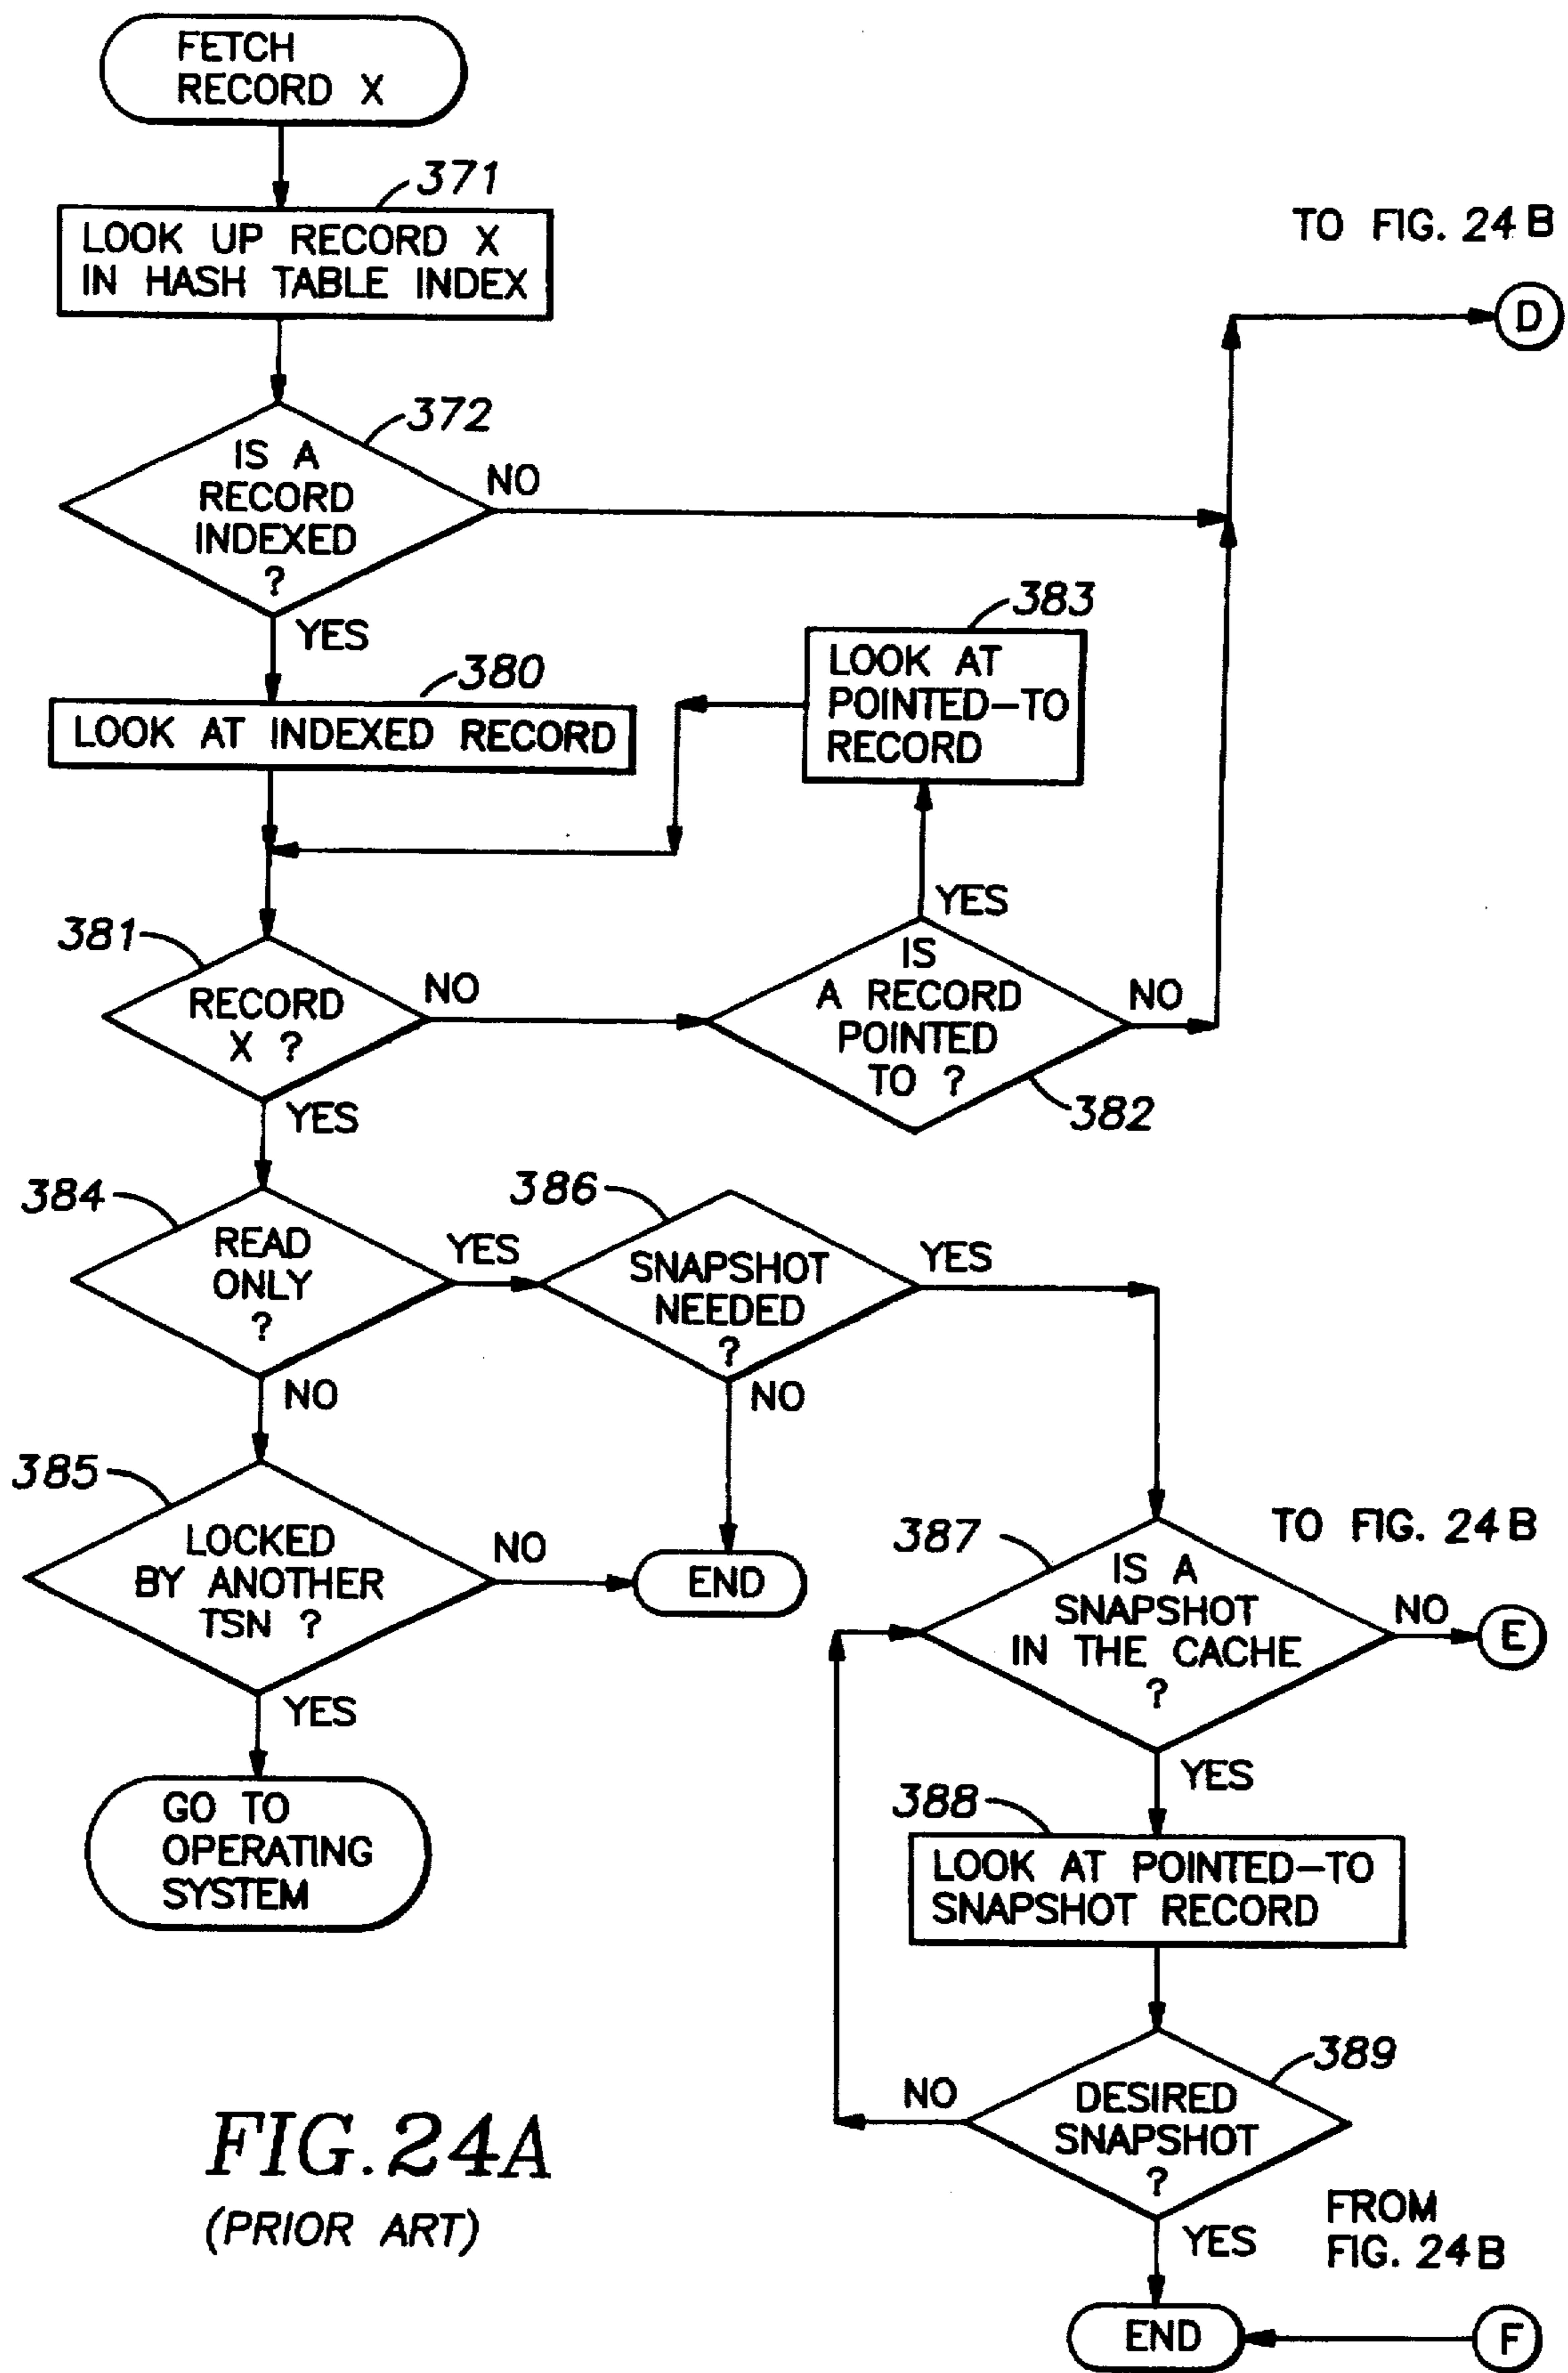 FETCH
RECORD X
371
LOOK UP RECORD X
IN HASH TABLE INDEX
TO FIG. 24B
D
372
IS A
RECORD
INDEXED
?
NO
YES
383
LOOK AT
POINTED-TO
RECORD
380
LOOK AT INDEXED RECORD
YES
381
RECORD
X ?
NO
IS
A RECORD
POINTED
TO ?
NO
382
YES
384
READ
ONLY
?
YES
386
SNAPSHOT
NEEDED
?
YES
NO
NO
385
LOCKED
BY ANOTHER
TSN ?
NO
END
YES
GO TO
OPERATING
SYSTEM
387
TO FIG. 24B
IS A
SNAPSHOT
IN THE CACHE
?
NO
E
YES
388
LOOK AT POINTED-TO
SNAPSHOT RECORD
389
NO
DESIRED
SNAPSHOT
?
YES
FROM
FIG. 24B
END
F
FIG. 24A
(PRIOR ART)